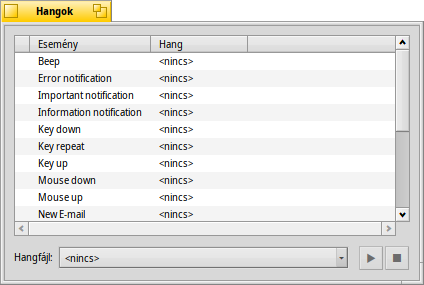 Hangok
Esemény Hang
Beep <nincs>
Error notification <nincs>
Important notification <nincs>
Information notification <nincs>
Key down <nincs>
Key repeat <nincs>
Key up <nincs>
Mouse down <nincs>
Mouse up <nincs>
New E-mail <nincs>
Hangfájl: <nincs>